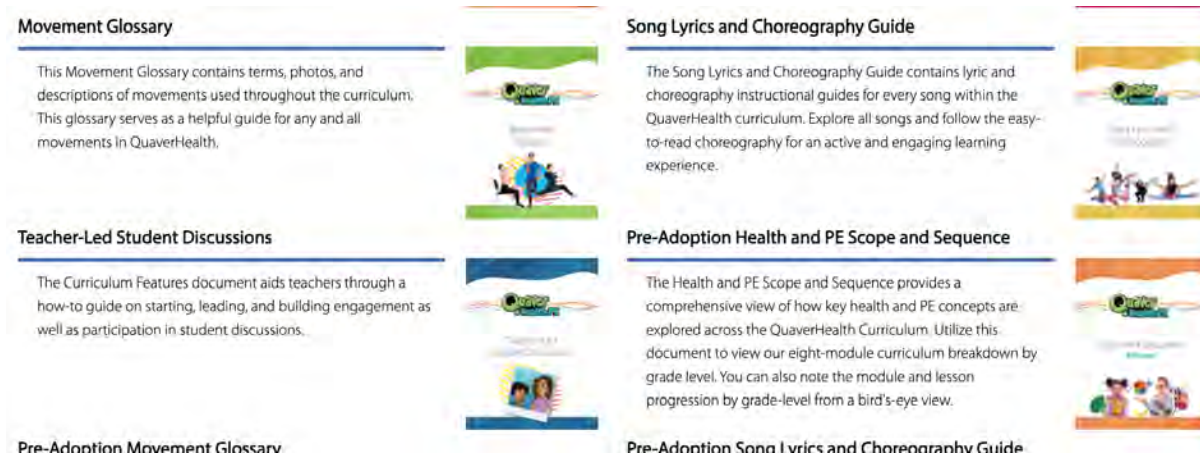 Movement Glossary
This Movement Glossary contains terms, photos, and
descriptions of movements used throughout the curriculum.
This glossary serves as a helpful guide for any and all
movements in QuaverHealth.
Quaver
Song Lyrics and Choreography Guide
The Song Lyrics and Choreography Guide contains lyric and
choreography instructional guides for every song within the
QuaverHealth curriculum. Explore all songs and follow the easy-
to-read choreography for an active and engaging learning
experience.
Quaver
Teacher-Led Student Discussions
The Curriculum Features document aids teachers through a
how-to guide on starting, leading, and building engagement as
well as participation in student discussions.
Quaver
Pre-Adoption Health and PE Scope and Sequence
The Health and PE Scope and Sequence provides a
comprehensive view of how key health and PE concepts are
explored across the QuaverHealth Curriculum. Utilize this
document to view our eight-module curriculum breakdown by
grade level. You can also note the module and lesson
progression by grade-level from a bird's-eye view.
Quaver
Pre-Adoption Movement Glossary
Pre-Adoption Song Lyrics and Choreography Guide